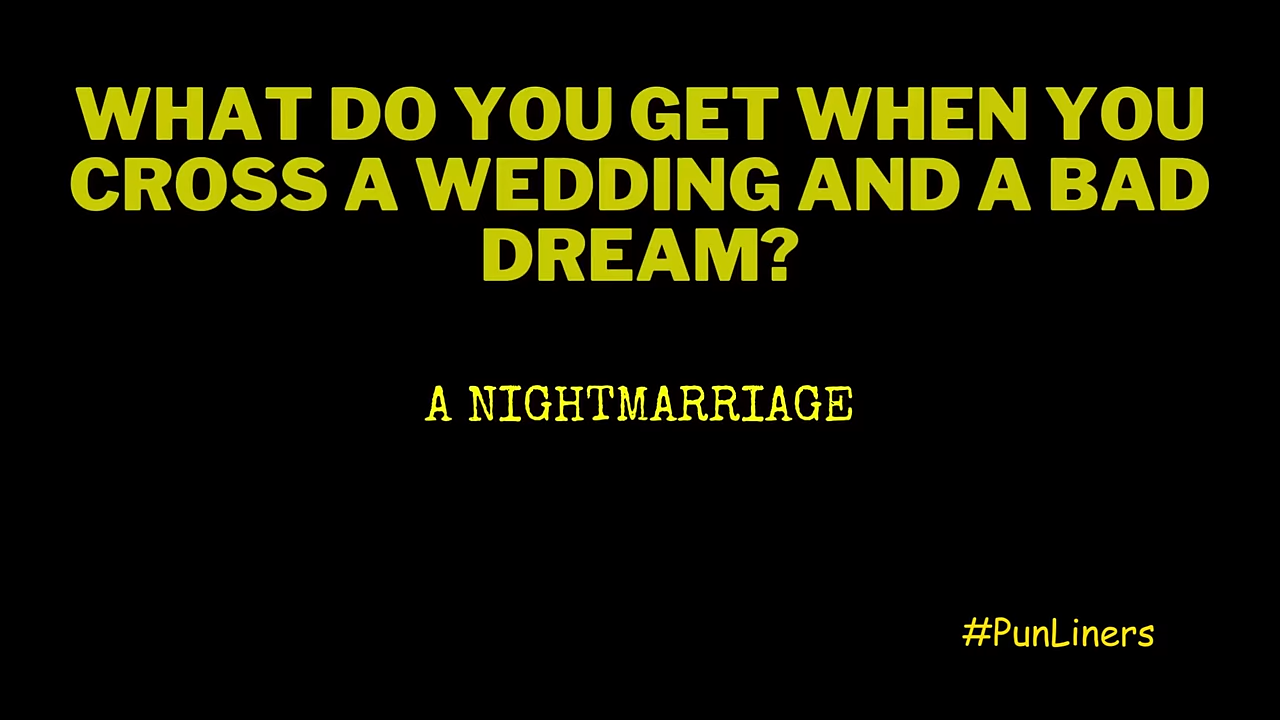 WHAT DO YOU GET WHEN YOU
CROSS A WEDDING AND A BAD
DREAM?
A NIGHTMARRIAGE
#PunLiners